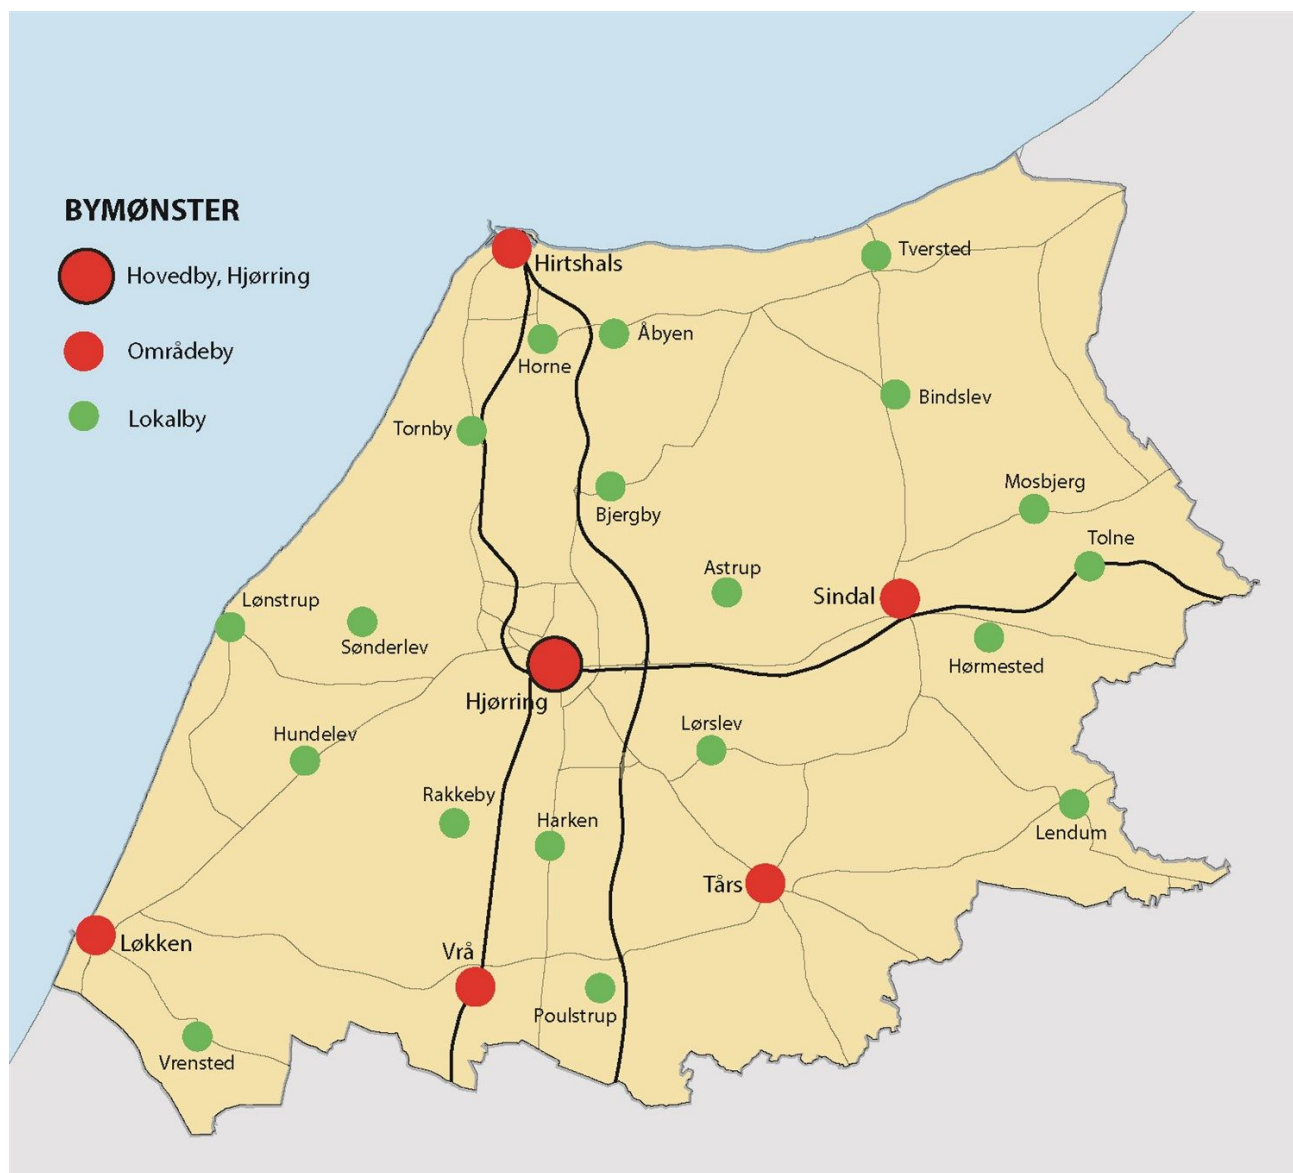 BYMØNSTER
Hovedby, Hjørring
Områdeby
Lokalby
Hirtshals
Tversted
Åbyen
Horne
Bindslev
Tornby
Mosbjerg
Bjergby
Tolne
Astrup
Sindal
Lønstrup
Sønderlev
Hørmested
Hjørring
Lørslev
Hundelev
Rakkeby
Harken
Lendum
Tårs
Løkken
Vrå
Poulstrup
Vrensted